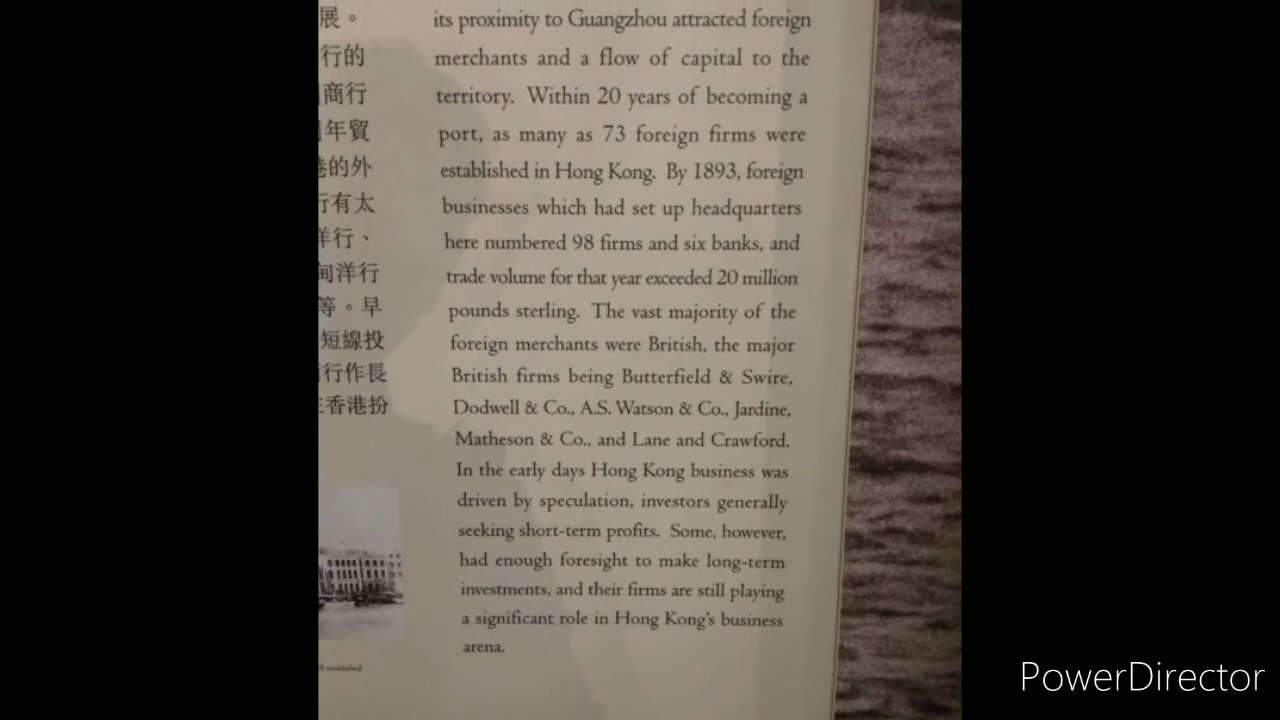 展。
行的
商行
年貿
港的外
行有太
洋行、
甸洋行
等。早
短線投
行作長
在香港扮
its proximity to Guangzhou attracted foreign
merchants and a flow of capital to the
territory. Within 20 years of becoming a
port, as many as 73 foreign firms were
established in Hong Kong. By 1893, foreign
businesses which had set up headquarters
here numbered 98 firms and six banks, and
trade volume for that year exceeded 20 million
pounds sterling. The vast majority of the
foreign merchants were British, the major
British firms being Butterfield & Swire,
Dodwell & Co., A.S. Watson & Co., Jardine,
Matheson & Co., and Lane and Crawford.
In the early days Hong Kong business was
driven by speculation, investors generally
seeking short-term profits. Some, however,
had enough foresight to make long-term
investments, and their firms are still playing
a significant role in Hong Kong's business
arena.
established.
PowerDirector